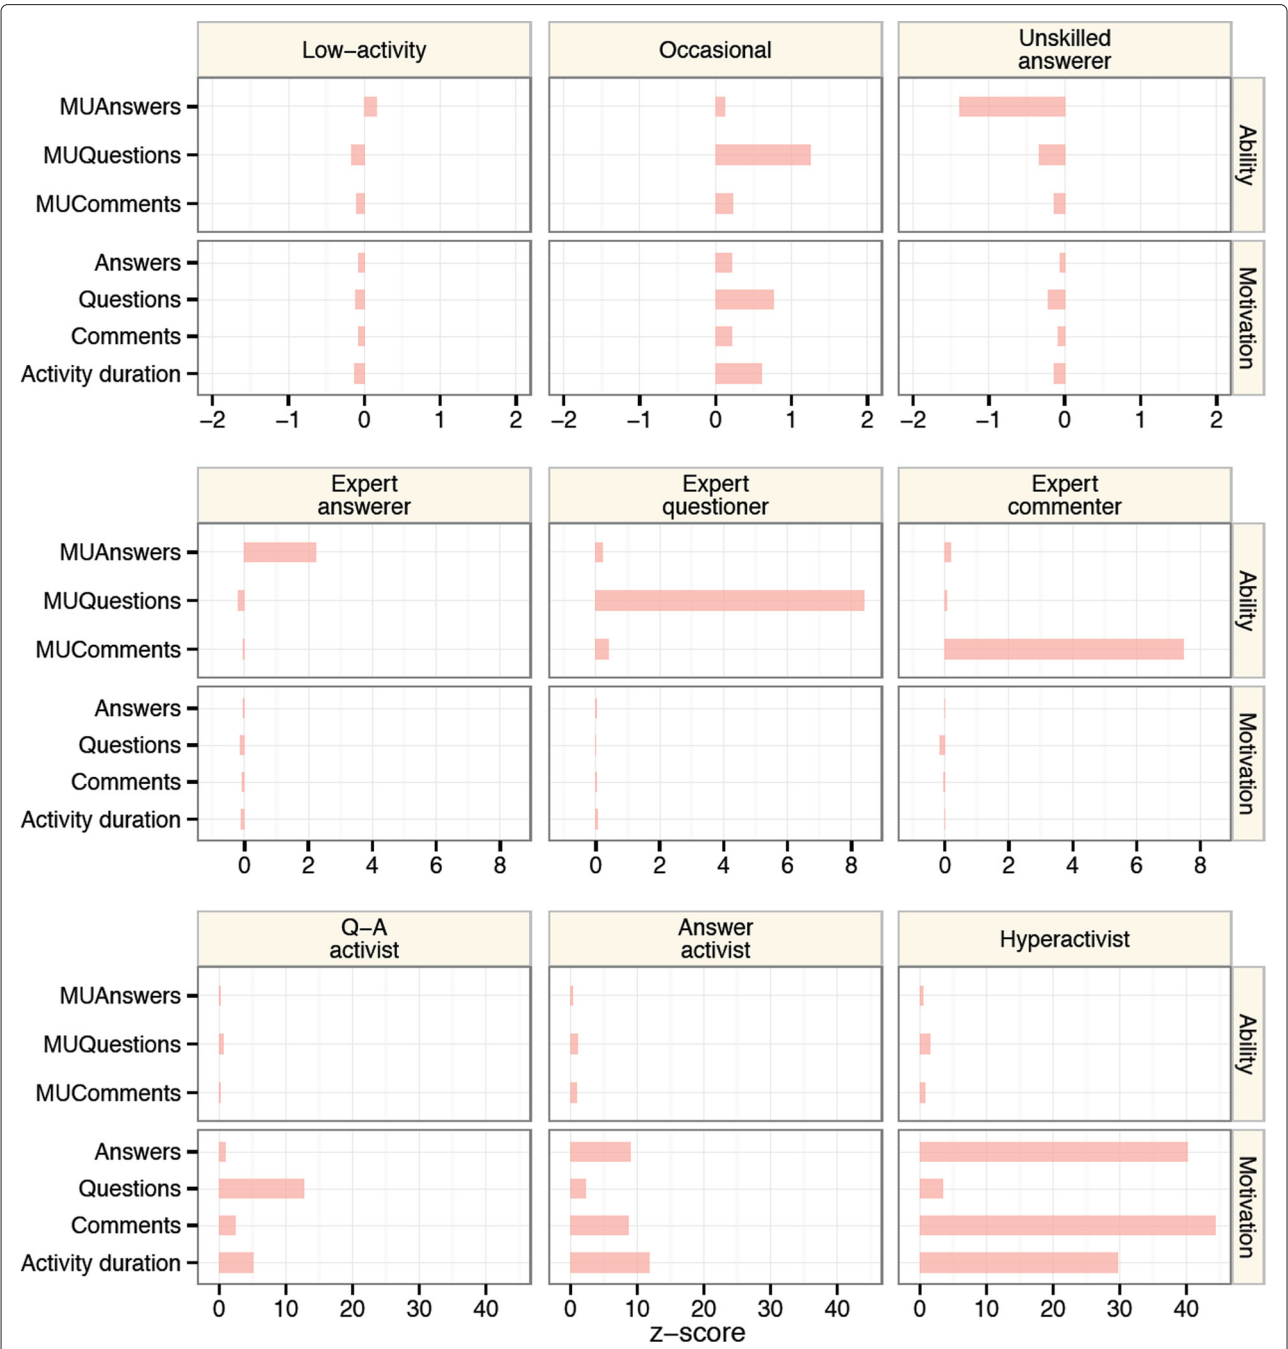 Low−activity
Occasional
Unskilled
answerer
MUAnswers
MUQuestions
MUComments
Ability
Answers
Questions
Comments
Activity duration
Motivation
−2 −1 0 1 2
−2 −1 0 1 2
−2 −1 0 1 2
Expert
answerer
Expert
questioner
Expert
commenter
MUAnswers
MUQuestions
MUComments
Ability
Answers
Questions
Comments
Activity duration
Motivation
0 2 4 6 8
0 2 4 6 8
0 2 4 6 8
Q−A
activist
Answer
activist
Hyperactivist
MUAnswers
MUQuestions
MUComments
Ability
Answers
Questions
Comments
Activity duration
Motivation
0 10 20 30 40
0 10 20 30 40
0 10 20 30 40
z−score